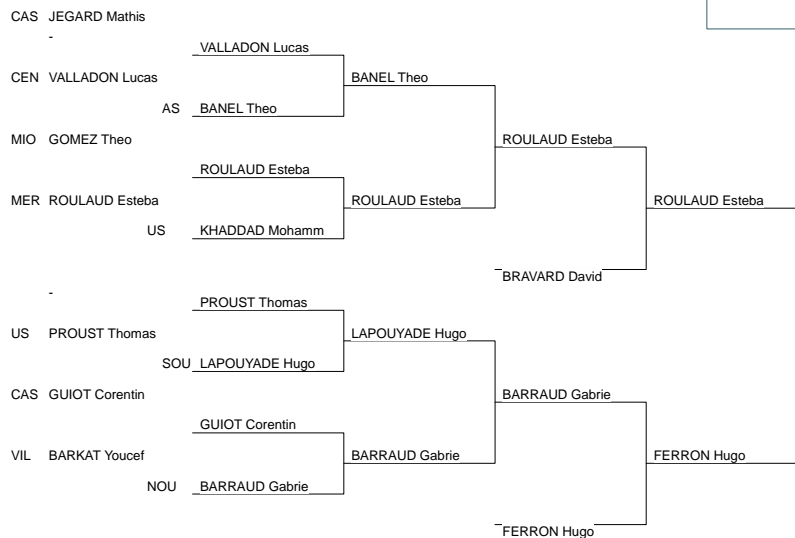 CAS JEGARD Mathis
-
VALLADON Lucas
CEN VALLADON Lucas
BANEL Theo
AS BANEL Theo
MIO GOMEZ Theo
ROULAUD Esteba
ROULAUD Esteba
MER ROULAUD Esteba
ROULAUD Esteba
ROULAUD Esteba
US KHADDAD Mohamm
BRAVARD David
-
PROUST Thomas
US PROUST Thomas
LAPOUYADE Hugo
SOU LAPOUYADE Hugo
CAS GUIOT Corentin
BARRAUD Gabrie
GUIOT Corentin
VIL BARKAT Youcef
BARRAUD Gabrie
FERRON Hugo
NOU BARRAUD Gabrie
FERRON Hugo